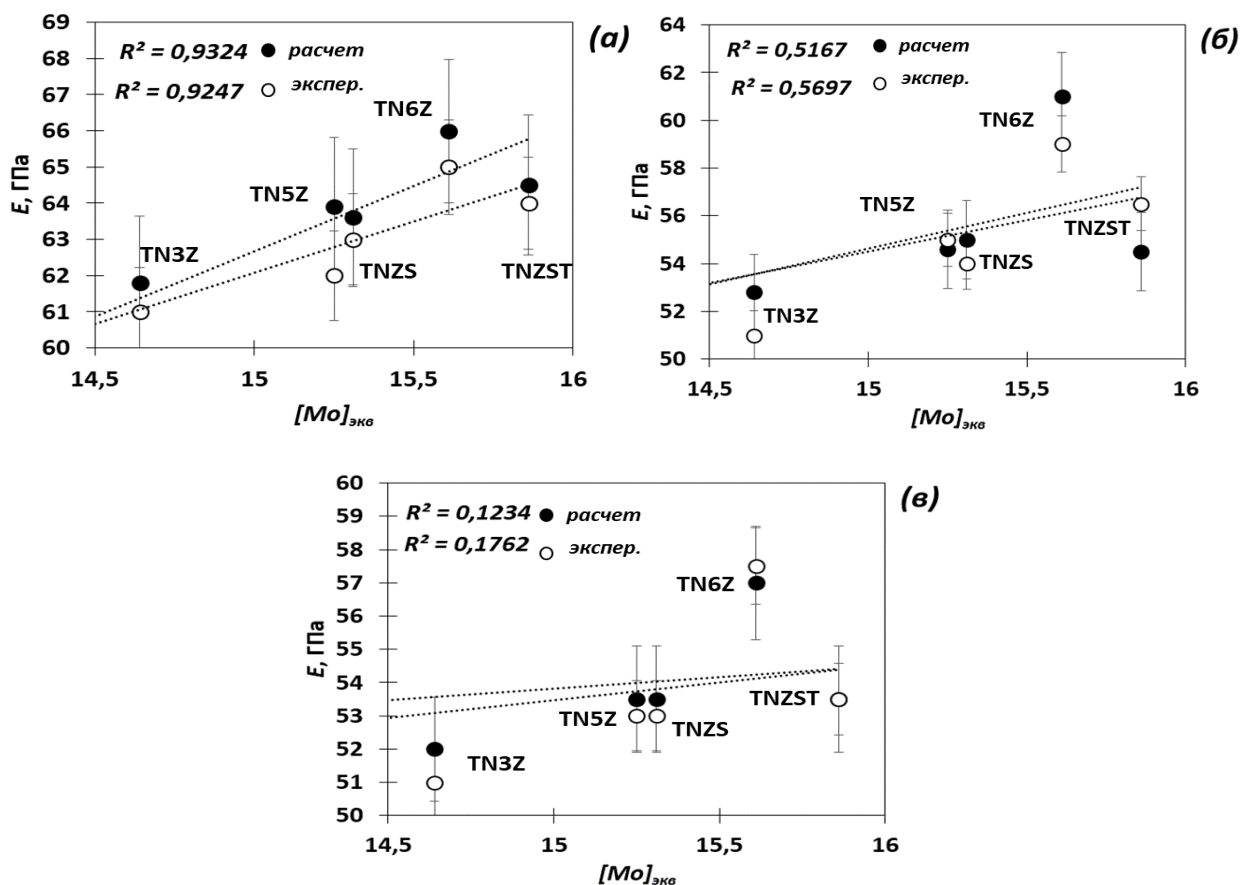 (а)
R² = 0,9324 расчет
R² = 0,9247 экспер.
69
68
67
66
65
64
63
62
61
60
E, ГПа
TN3Z
TN5Z
TNZS
TN6Z
TNZST
14,5 15 15,5 16
[Mo]экв
(б)
R² = 0,5167 расчет
R² = 0,5697 экспер.
64
62
60
58
56
54
52
50
E, ГПа
TN3Z
TN5Z
TNZS
TN6Z
TNZST
14,5 15 15,5 16
[Mo]экв
(в)
R² = 0,1234 расчет
R² = 0,1762 экспер.
60
59
58
57
56
55
54
53
52
51
50
E, ГПа
TN3Z
TN5Z
TNZS
TN6Z
TNZST
14,5 15 15,5 16
[Mo]экв